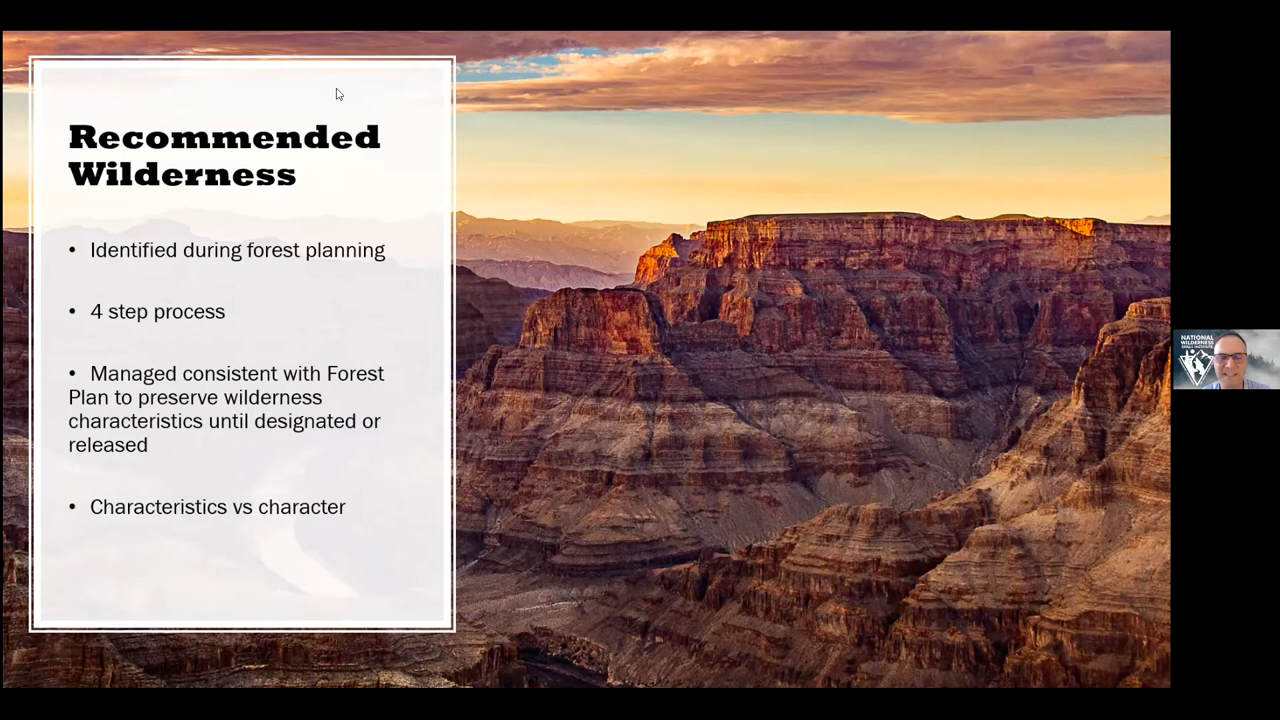 Recommended
Wilderness
• Identified during forest planning
• 4 step process
• Managed consistent with Forest
Plan to preserve wilderness
characteristics until designated or
released
• Characteristics vs character
NATIONAL
WILDERNESS
SKILLS INSTITUTE